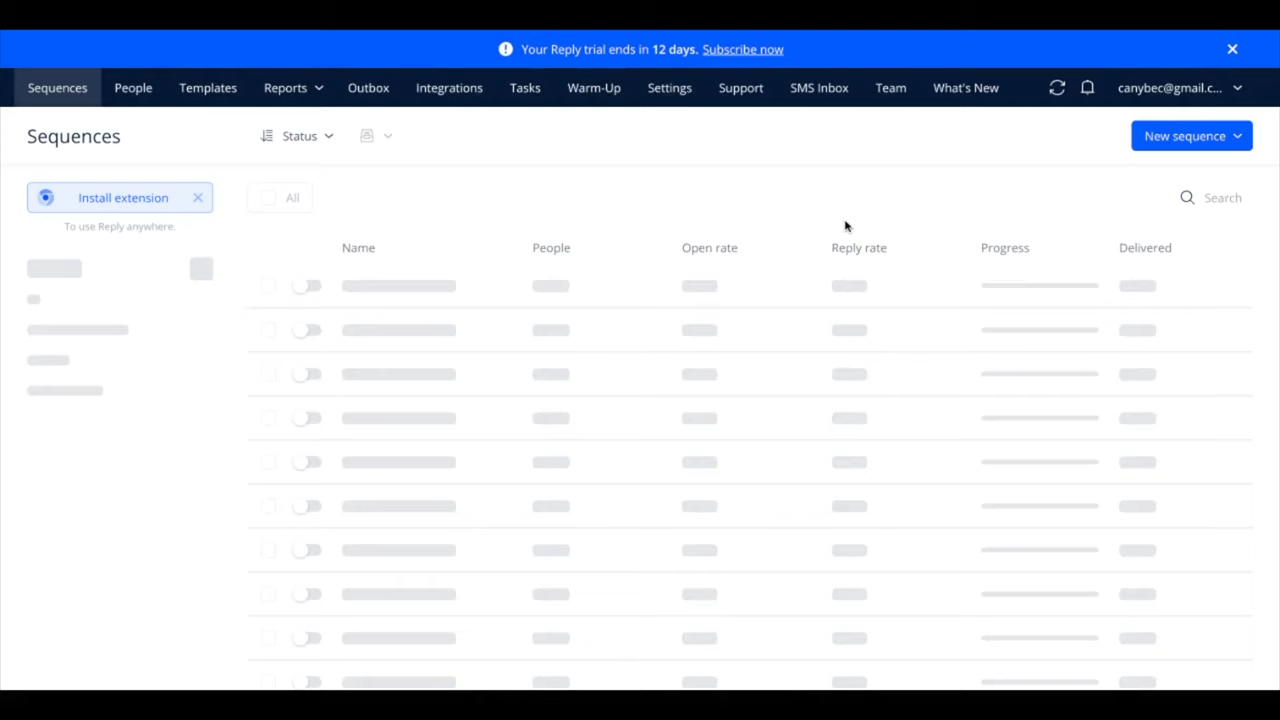 Your Reply trial ends in 12 days. Subscribe now
Sequences People Templates Reports Outbox Integrations Tasks Warm-Up Settings Support SMS Inbox Team What's New canybec@gmail.c...
Sequences Status New sequence
Install extension All Search
To use Reply anywhere.
Name People Open rate Reply rate Progress Delivered